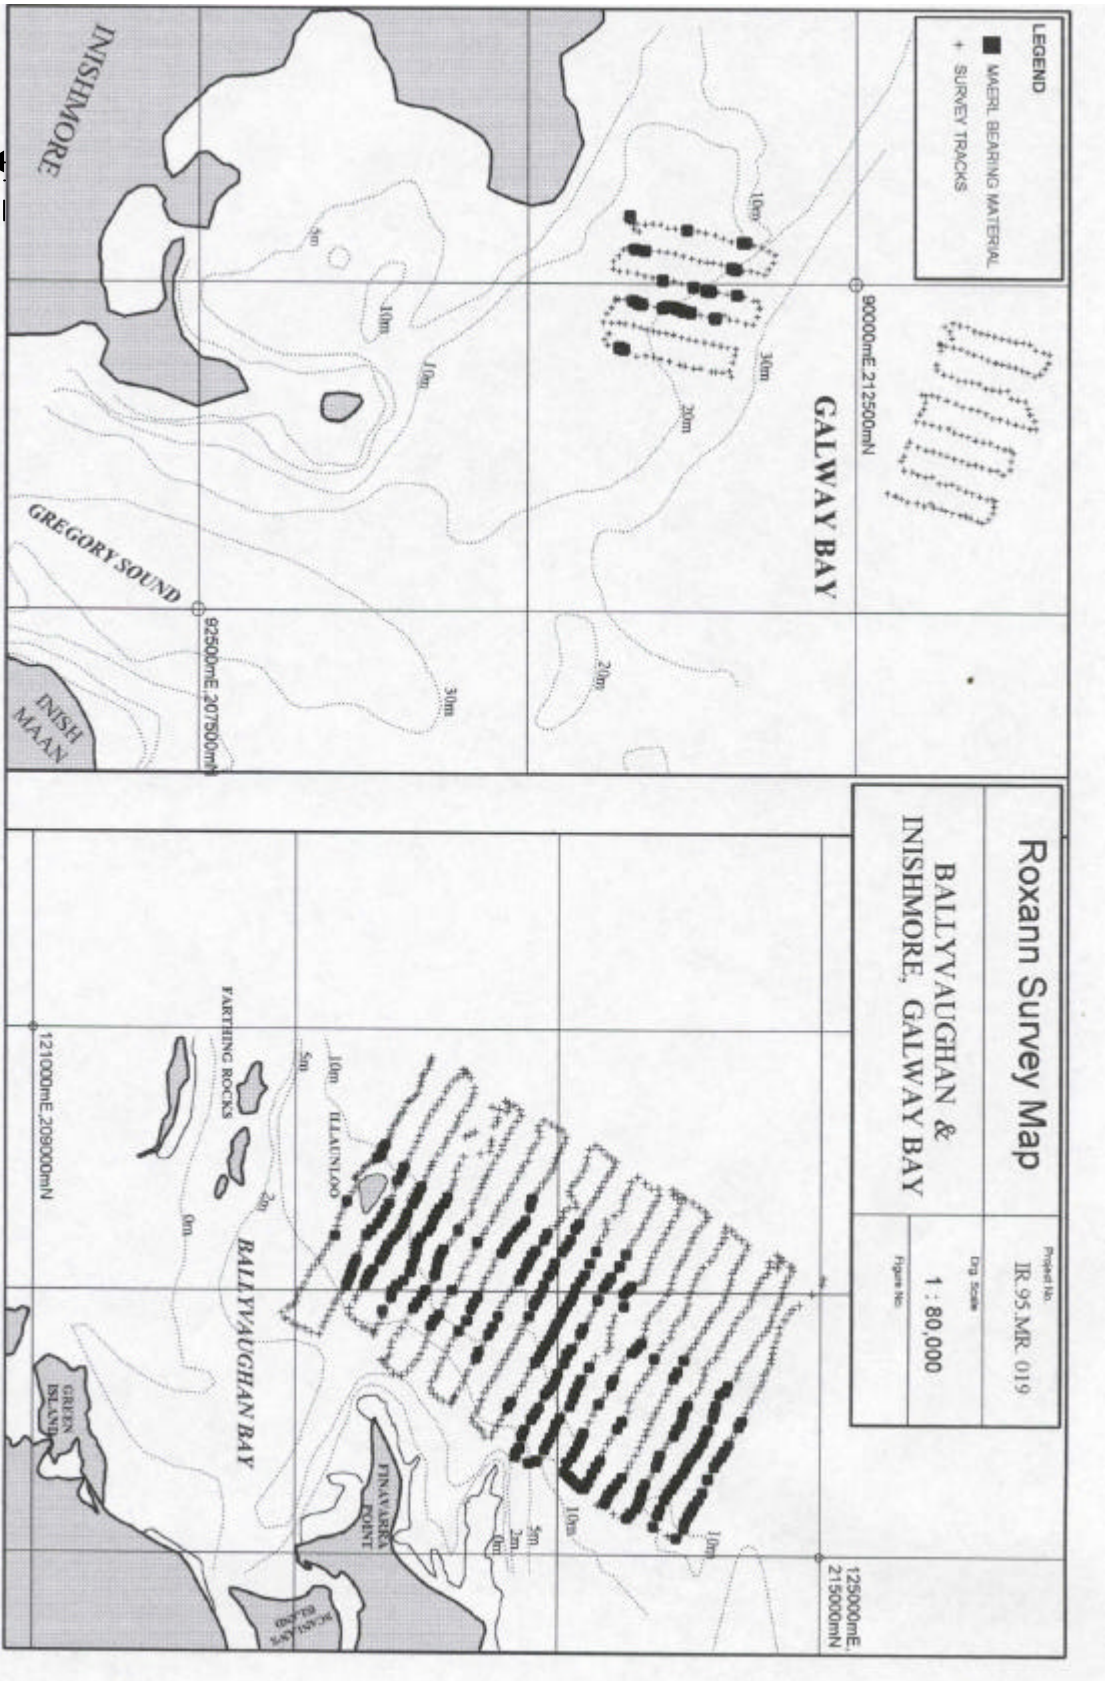 LEGEND
MAERL BEARING MATERIAL
+ SURVEY TRACKS
INISHMORE
5m
10m
10m
10m
20m
30m
90000mE,212500mN
GALWAY BAY
GREGORY SOUND
92500mE,207500mN
INISH
MAAN
30m
20m
Roxann Survey Map
BALLYVAUGHAN &
INISHMORE, GALWAY BAY
Project No.
IR.95.MR. 019
Drg. Scale
1 : 80,000
Figure No.
FARTHING ROCKS
121000mE,209000mN
5m
10m
ILLAUNLOO
2m
0m
BALLYVAUGHAN BAY
GREEN
ISLAND
FINAVARRA
POINT
SCANLAN'S
ISLAND
0m
2m
5m
10m
10m
125000mE,
215000mN